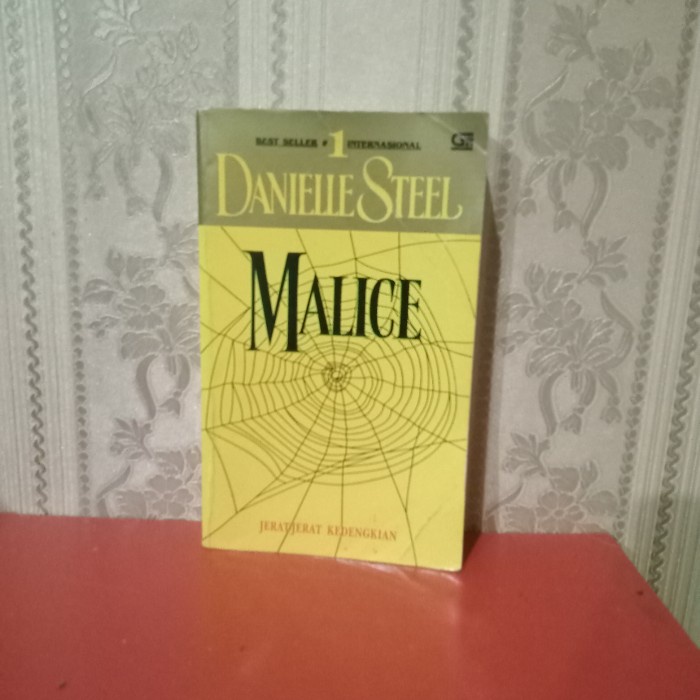 BEST SELLER #1 INTERNASIONAL
DANIELLE STEEL
MALICE
JERAT-JERAT KEDENGKIAN